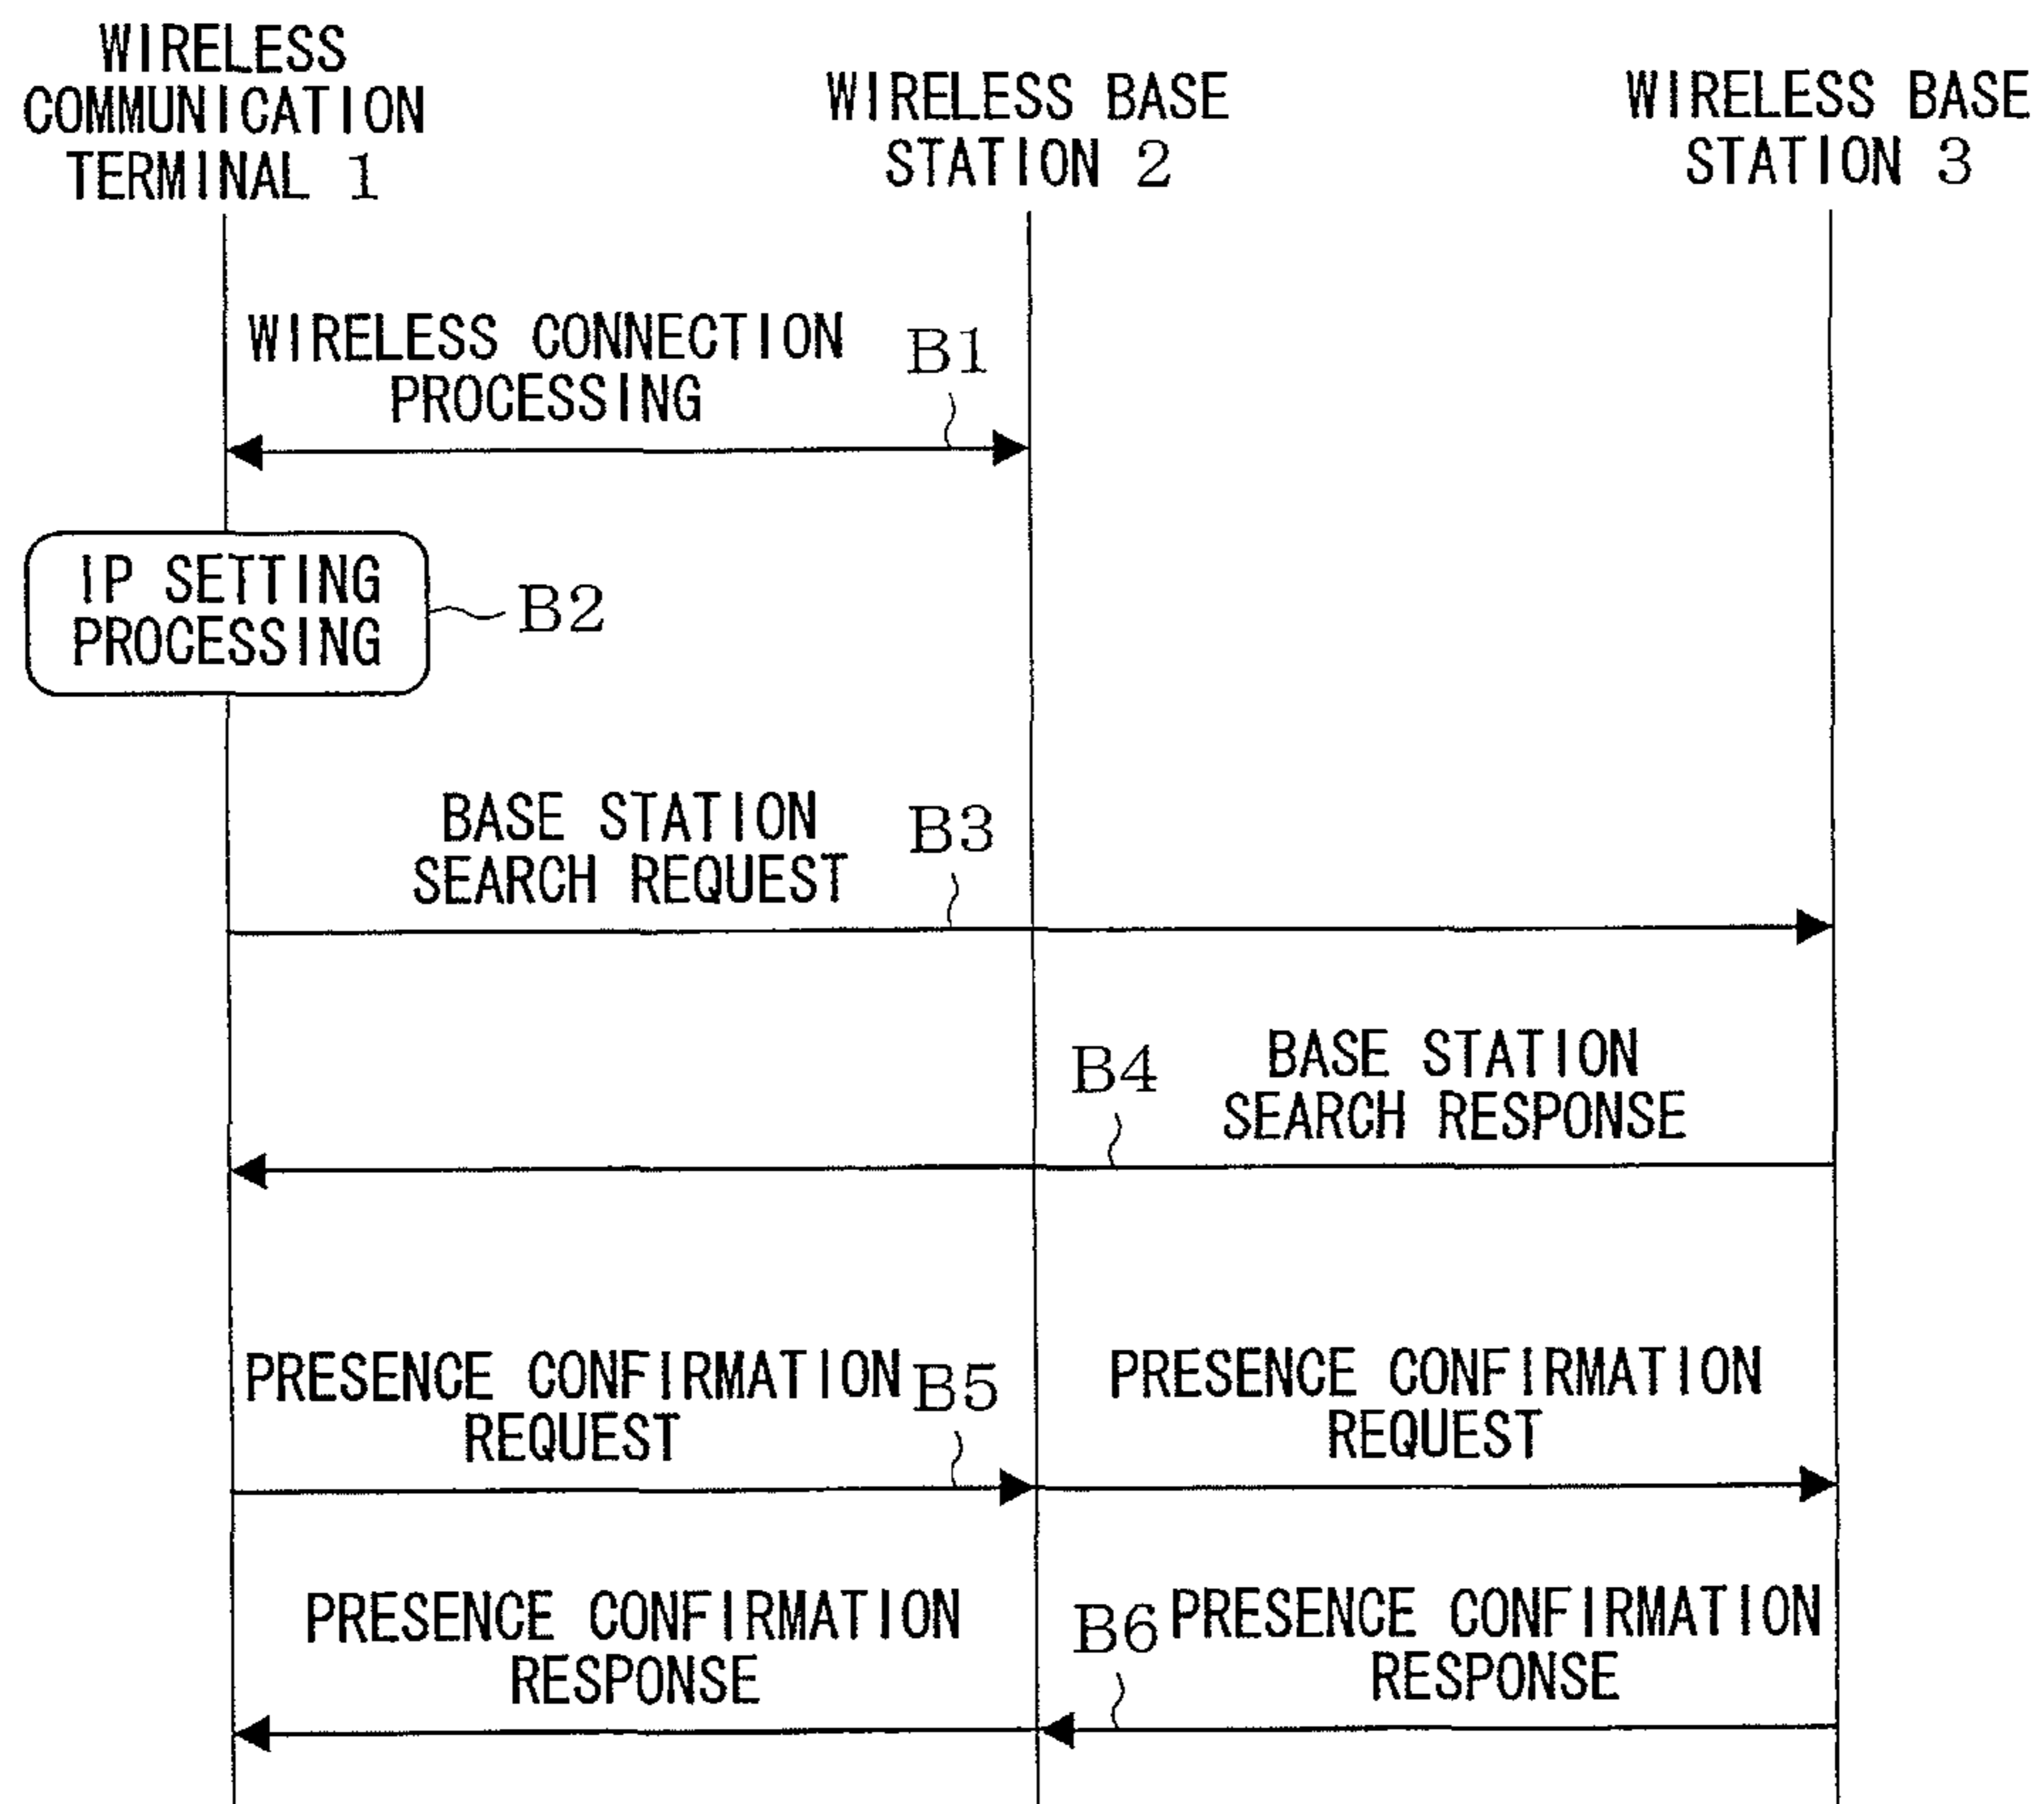 WIRELESS
COMMUNICATION
TERMINAL 1
WIRELESS BASE
STATION 2
WIRELESS BASE
STATION 3
WIRELESS CONNECTION
PROCESSING
B1
IP SETTING
PROCESSING
B2
BASE STATION
SEARCH REQUEST
B3
B4
BASE STATION
SEARCH RESPONSE
PRESENCE CONFIRMATION
REQUEST
B5
PRESENCE CONFIRMATION
REQUEST
PRESENCE CONFIRMATION
RESPONSE
B6
PRESENCE CONFIRMATION
RESPONSE